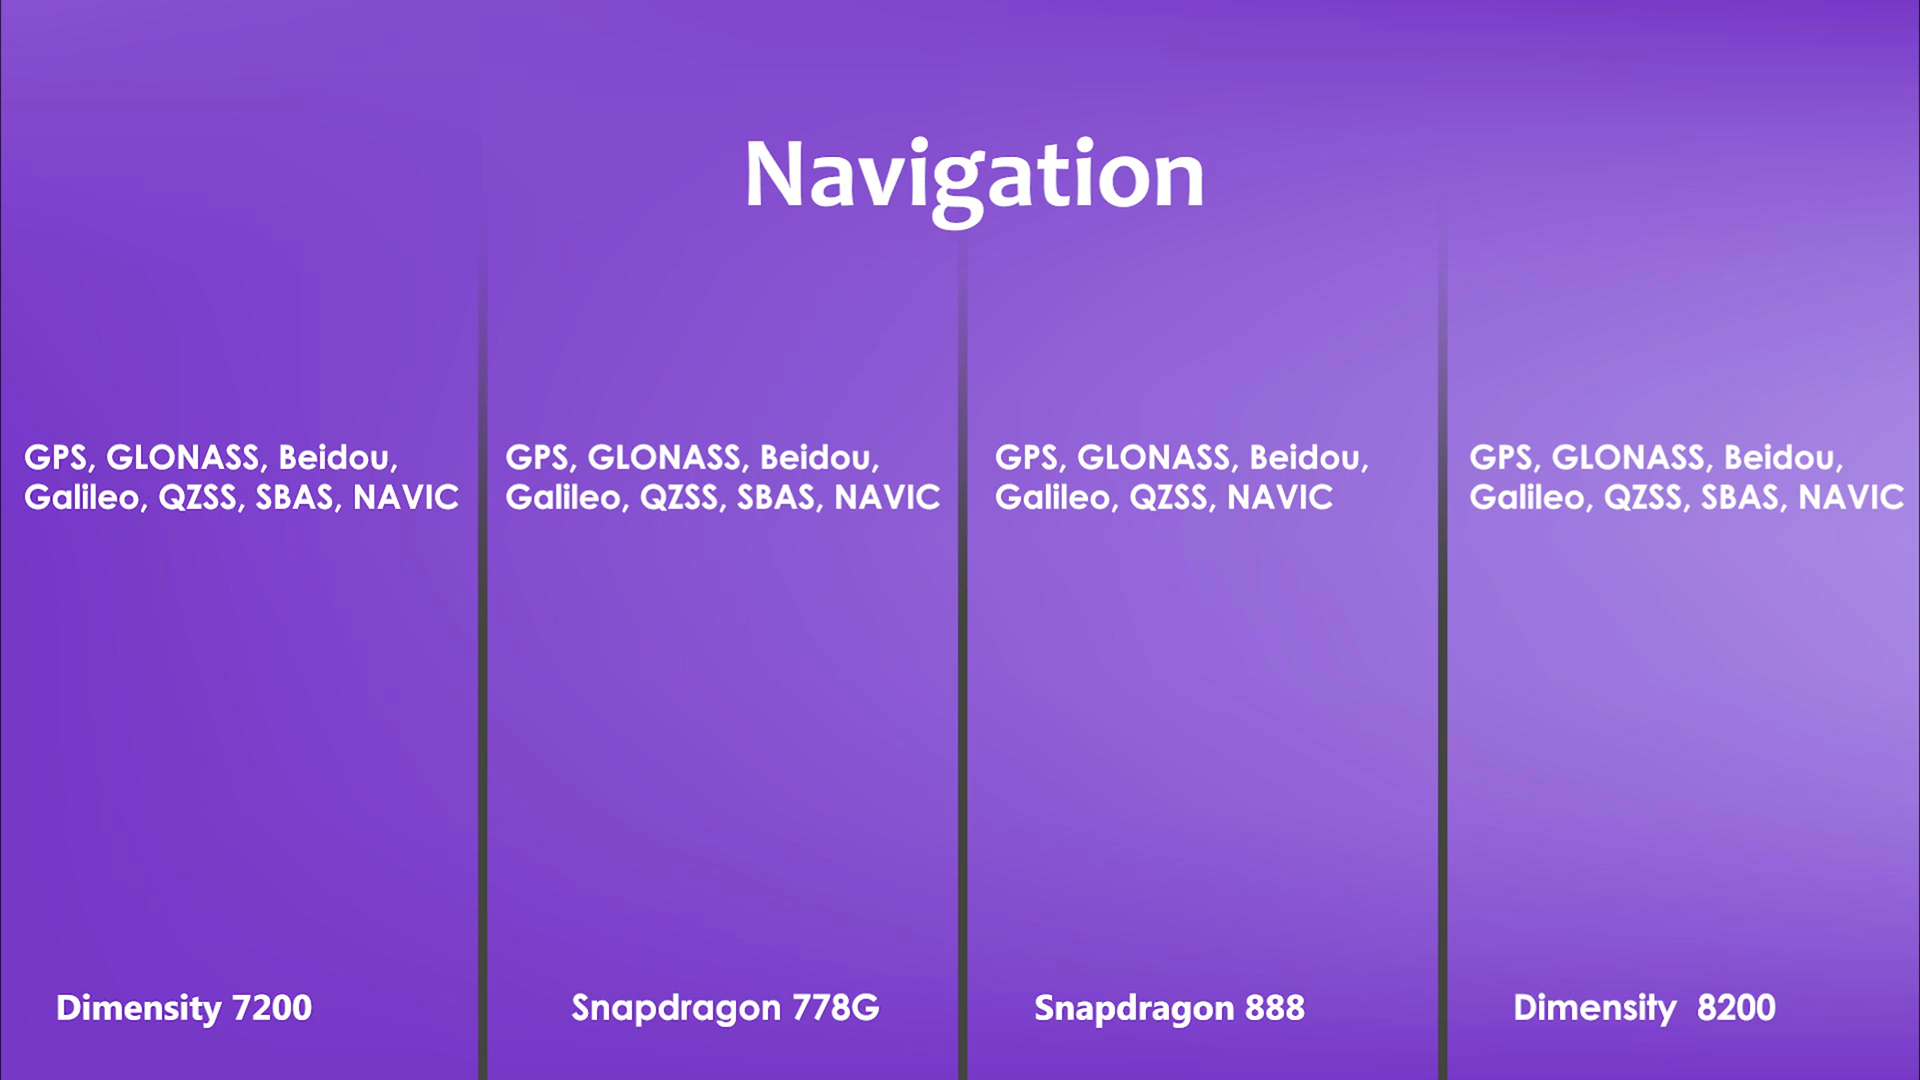 Navigation
GPS, GLONASS, Beidou,
Galileo, QZSS, SBAS, NAVIC
GPS, GLONASS, Beidou,
Galileo, QZSS, SBAS, NAVIC
GPS, GLONASS, Beidou,
Galileo, QZSS, NAVIC
GPS, GLONASS, Beidou,
Galileo, QZSS, SBAS, NAVIC
Dimensity 7200
Snapdragon 778G
Snapdragon 888
Dimensity 8200